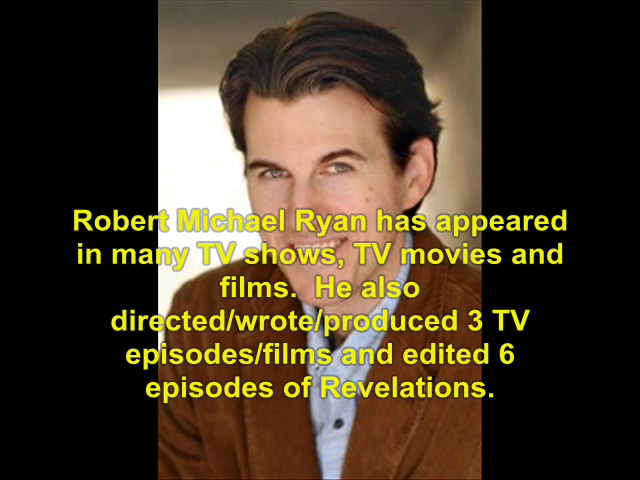 Robert Michael Ryan has appeared
in many TV shows, TV movies and
films.  He also
directed/wrote/produced 3 TV
episodes/films and edited 6
episodes of Revelations.